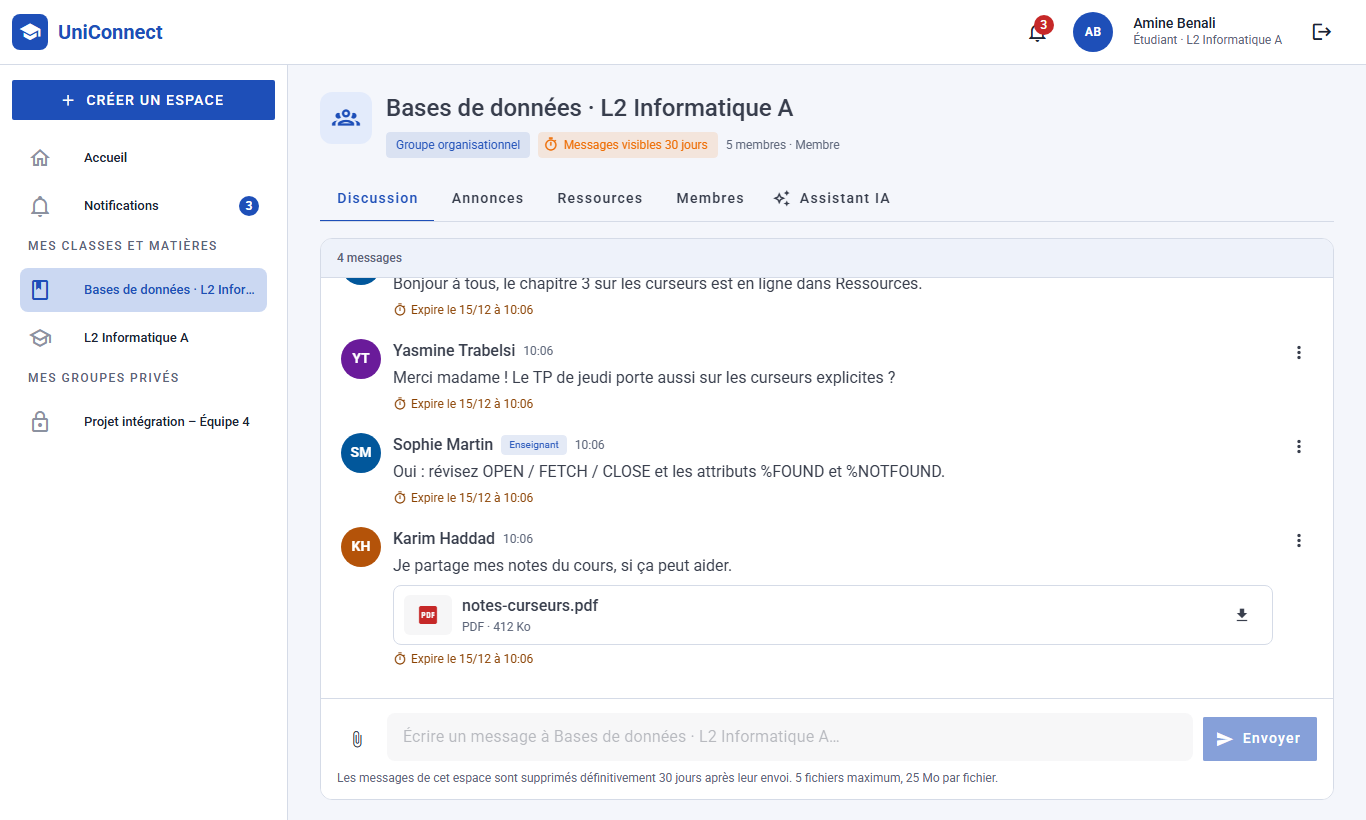 UniConnect
3
AB
Amine Benali
Étudiant · L2 Informatique A
CRÉER UN ESPACE
Accueil
Notifications
3
MES CLASSES ET MATIÈRES
Bases de données · L2 Infor...
L2 Informatique A
MES GROUPES PRIVÉS
Projet intégration – Équipe 4
Bases de données · L2 Informatique A
Groupe organisationnel
Messages visibles 30 jours
5 membres · Membre
Discussion
Annonces
Ressources
Membres
Assistant IA
4 messages
Bonjour à tous, le chapitre 3 sur les curseurs est en ligne dans Ressources.
Expire le 15/12 à 10:06
YT
Yasmine Trabelsi 10:06
Merci madame ! Le TP de jeudi porte aussi sur les curseurs explicites ?
Expire le 15/12 à 10:06
SM
Sophie Martin Enseignant 10:06
Oui : révisez OPEN / FETCH / CLOSE et les attributs %FOUND et %NOTFOUND.
Expire le 15/12 à 10:06
KH
Karim Haddad 10:06
Je partage mes notes du cours, si ça peut aider.
PDF
notes-curseurs.pdf
PDF · 412 Ko
Expire le 15/12 à 10:06
Écrire un message à Bases de données · L2 Informatique A…
Envoyer
Les messages de cet espace sont supprimés définitivement 30 jours après leur envoi. 5 fichiers maximum, 25 Mo par fichier.